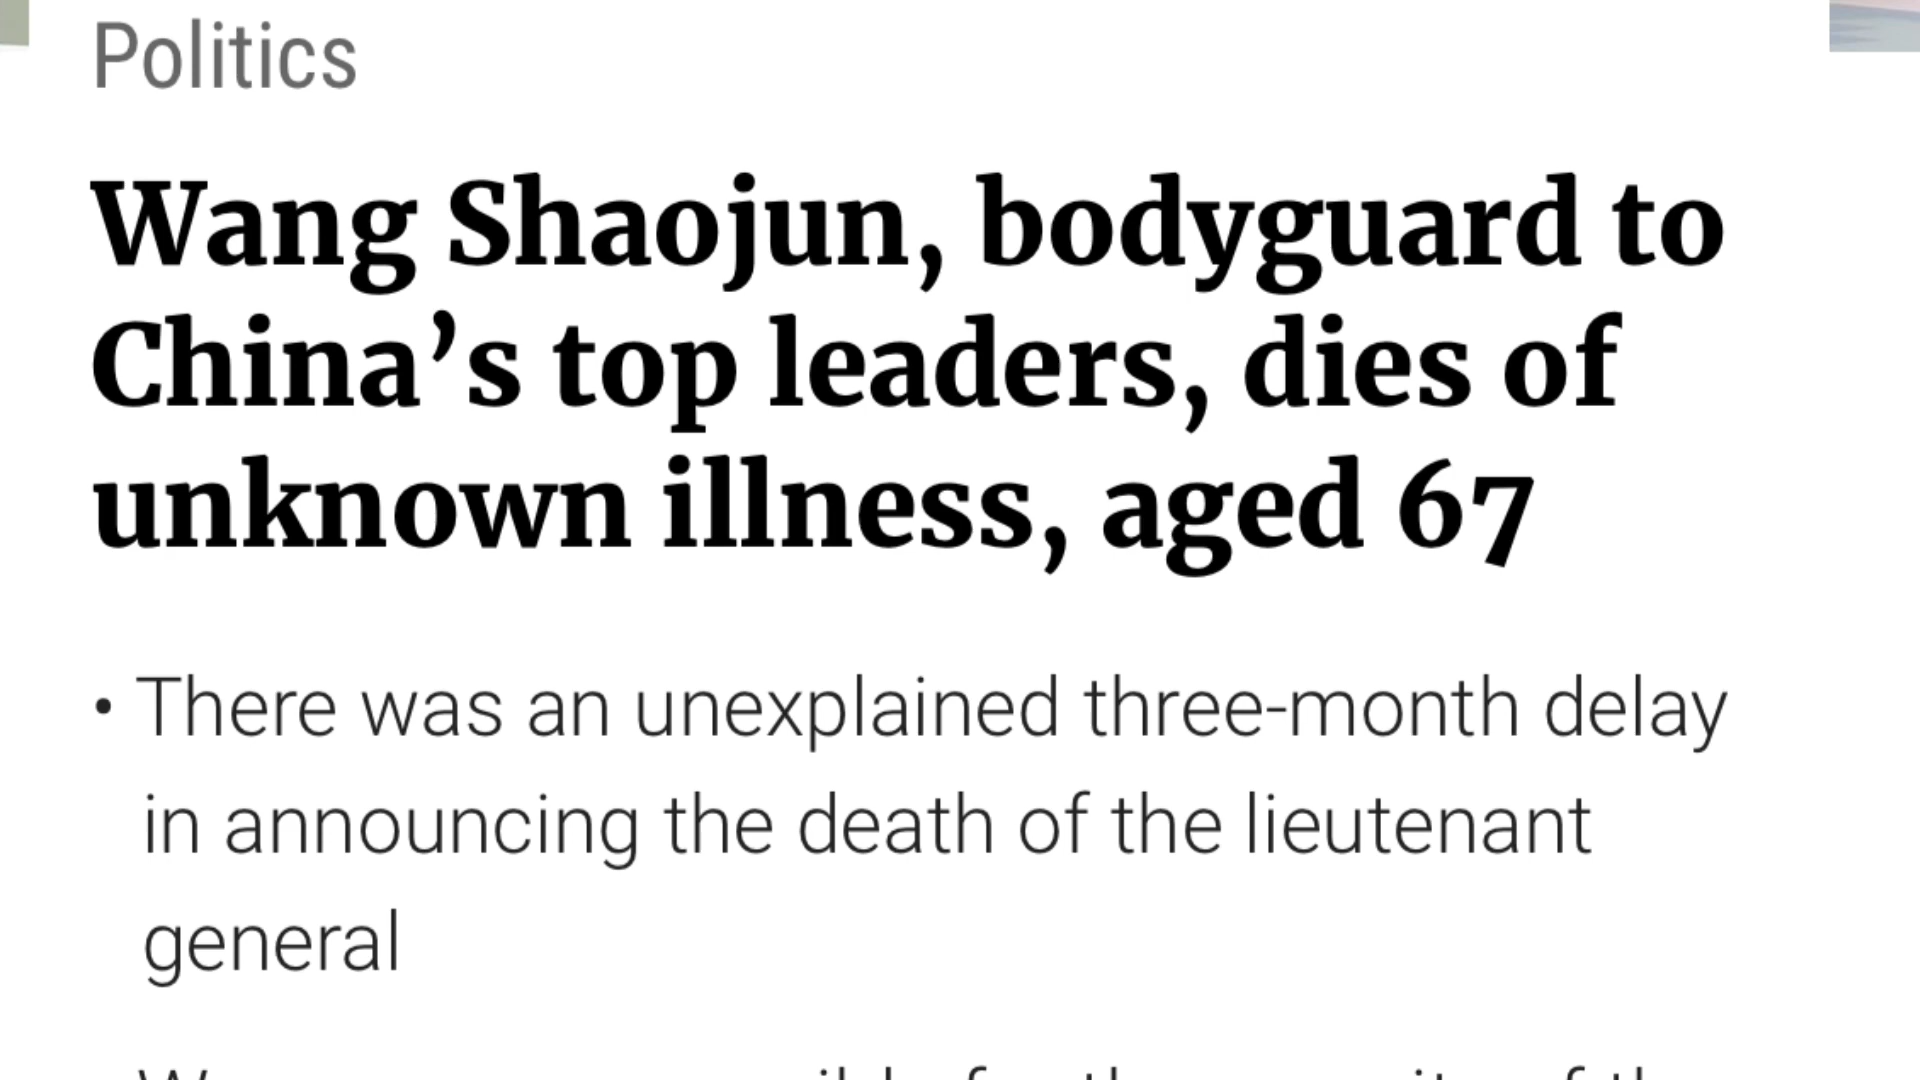 Politics
Wang Shaojun, bodyguard to
China’s top leaders, dies of
unknown illness, aged 67
• There was an unexplained three-month delay
in announcing the death of the lieutenant
general